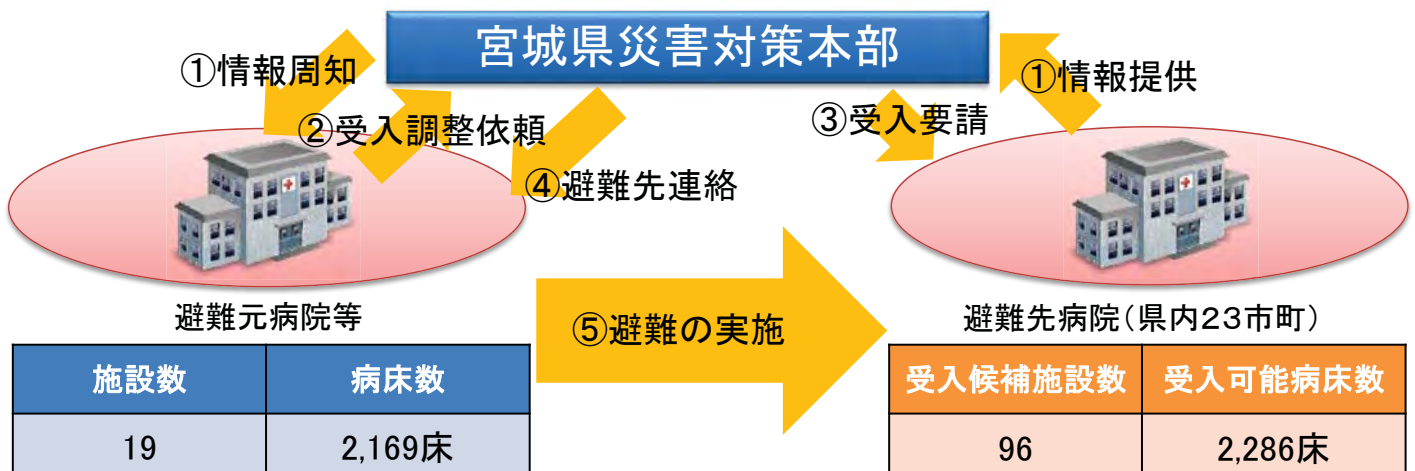 宮城県災害対策本部
①情報周知
①情報提供
②受入調整依頼
③受入要請
④避難先連絡
避難元病院等
⑤避難の実施
避難先病院(県内23市町)
施設数 病床数
19 2,169床
受入候補施設数 受入可能病床数
96 2,286床